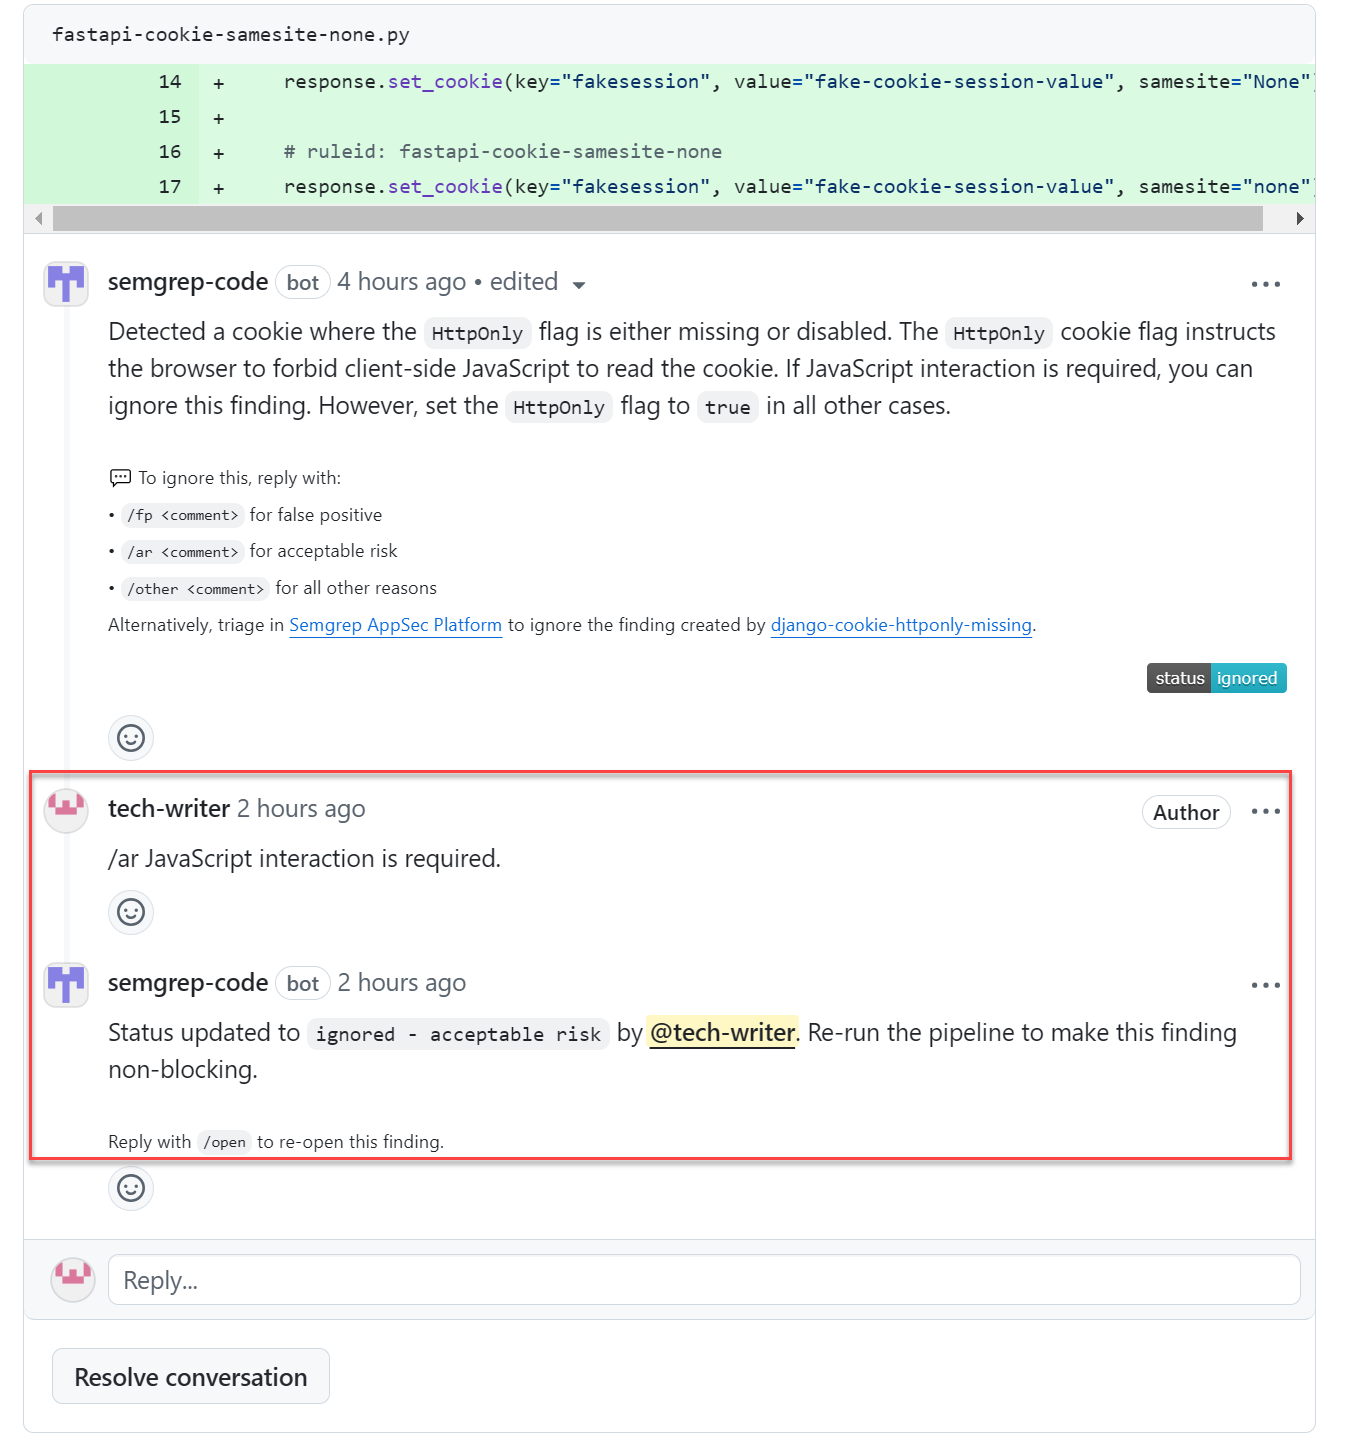 fastapi-cookie-samesite-none.py
14 + response.set_cookie(key="fakesession", value="fake-cookie-session-value", samesite="None")
15 +
16 + # ruleid: fastapi-cookie-samesite-none
17 + response.set_cookie(key="fakesession", value="fake-cookie-session-value", samesite="none")
semgrep-code bot 4 hours ago • edited
Detected a cookie where the HttpOnly flag is either missing or disabled. The HttpOnly cookie flag instructs
the browser to forbid client-side JavaScript to read the cookie. If JavaScript interaction is required, you can
ignore this finding. However, set the HttpOnly flag to true in all other cases.
To ignore this, reply with:
• /fp <comment> for false positive
• /ar <comment> for acceptable risk
• /other <comment> for all other reasons
Alternatively, triage in Semgrep AppSec Platform to ignore the finding created by django-cookie-httponly-missing.
status ignored
tech-writer 2 hours ago Author
/ar JavaScript interaction is required.
semgrep-code bot 2 hours ago
Status updated to ignored - acceptable risk by @tech-writer. Re-run the pipeline to make this finding
non-blocking.
Reply with /open to re-open this finding.
Reply...
Resolve conversation